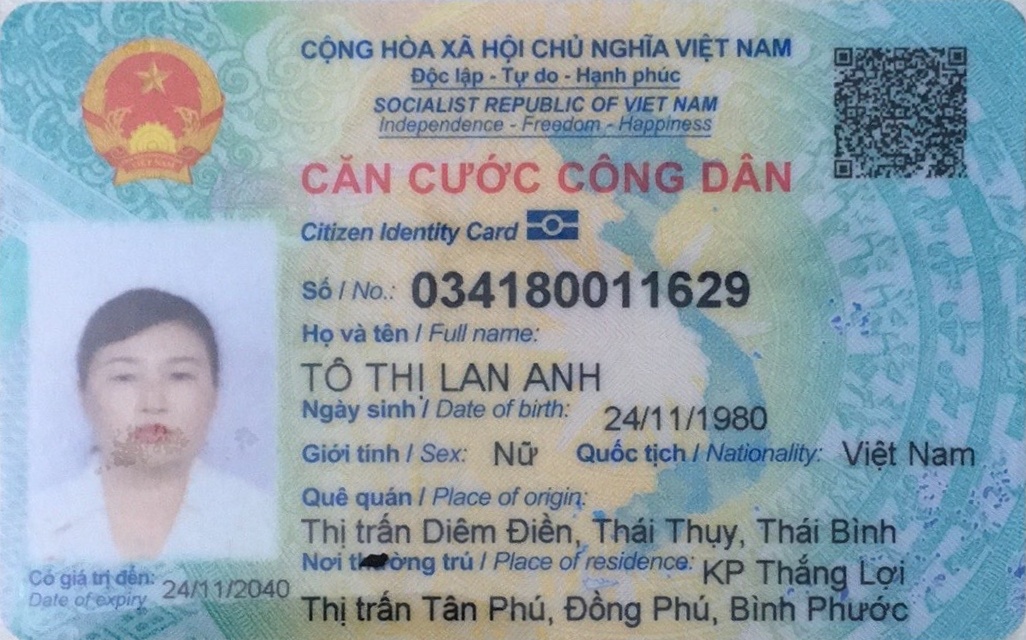 CỘNG HÒA XÃ HỘI CHỦ NGHĨA VIỆT NAM
Độc lập - Tự do - Hạnh phúc
SOCIALIST REPUBLIC OF VIET NAM
Independence - Freedom - Happiness
CĂN CƯỚC CÔNG DÂN
Citizen Identity Card
Số / No.: 034180011629
Họ và tên / Full name:
TÔ THỊ LAN ANH
Ngày sinh / Date of birth: 24/11/1980
Giới tính / Sex: Nữ Quốc tịch / Nationality: Việt Nam
Quê quán / Place of origin:
Thị trấn Diêm Điền, Thái Thụy, Thái Bình
Nơi thường trú / Place of residence: KP Thắng Lợi
Thị trấn Tân Phú, Đồng Phú, Bình Phước
Có giá trị đến: 24/11/2040
Date of expiry